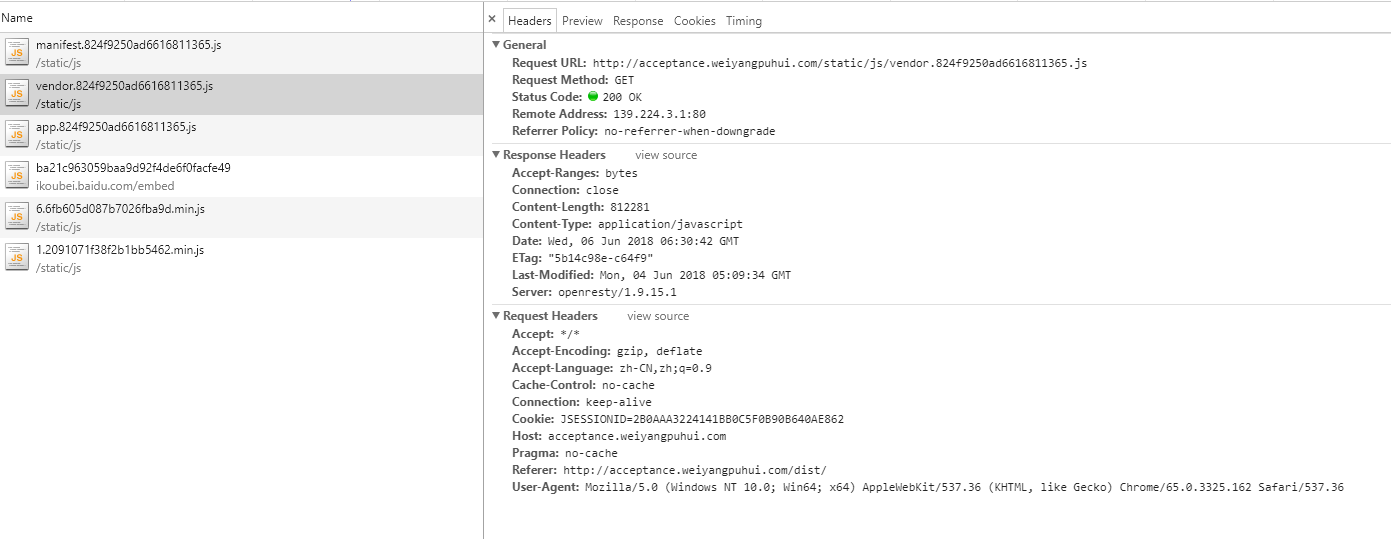 Name
manifest.824f9250ad6616811365.js
/static/js
vendor.824f9250ad6616811365.js
/static/js
app.824f9250ad6616811365.js
/static/js
ba21c963059baa9d92f4de6f0facfe49
ikoubei.baidu.com/embed
6.6fb605d087b7026fba9d.min.js
/static/js
1.2091071f38f2b1bb5462.min.js
/static/js
× Headers Preview Response Cookies Timing
General
Request URL: http://acceptance.weiyangpuhui.com/static/js/vendor.824f9250ad6616811365.js
Request Method: GET
Status Code: 200 OK
Remote Address: 139.224.3.1:80
Referrer Policy: no-referrer-when-downgrade
Response Headers view source
Accept-Ranges: bytes
Connection: close
Content-Length: 812281
Content-Type: application/javascript
Date: Wed, 06 Jun 2018 06:30:42 GMT
ETag: "5b14c98e-c64f9"
Last-Modified: Mon, 04 Jun 2018 05:09:34 GMT
Server: openresty/1.9.15.1
Request Headers view source
Accept: */*
Accept-Encoding: gzip, deflate
Accept-Language: zh-CN,zh;q=0.9
Cache-Control: no-cache
Connection: keep-alive
Cookie: JSESSIONID=2B0AAA3224141BB0C5F0B90B640AE862
Host: acceptance.weiyangpuhui.com
Pragma: no-cache
Referer: http://acceptance.weiyangpuhui.com/dist/
User-Agent: Mozilla/5.0 (Windows NT 10.0; Win64; x64) AppleWebKit/537.36 (KHTML, like Gecko) Chrome/65.0.3325.162 Safari/537.36